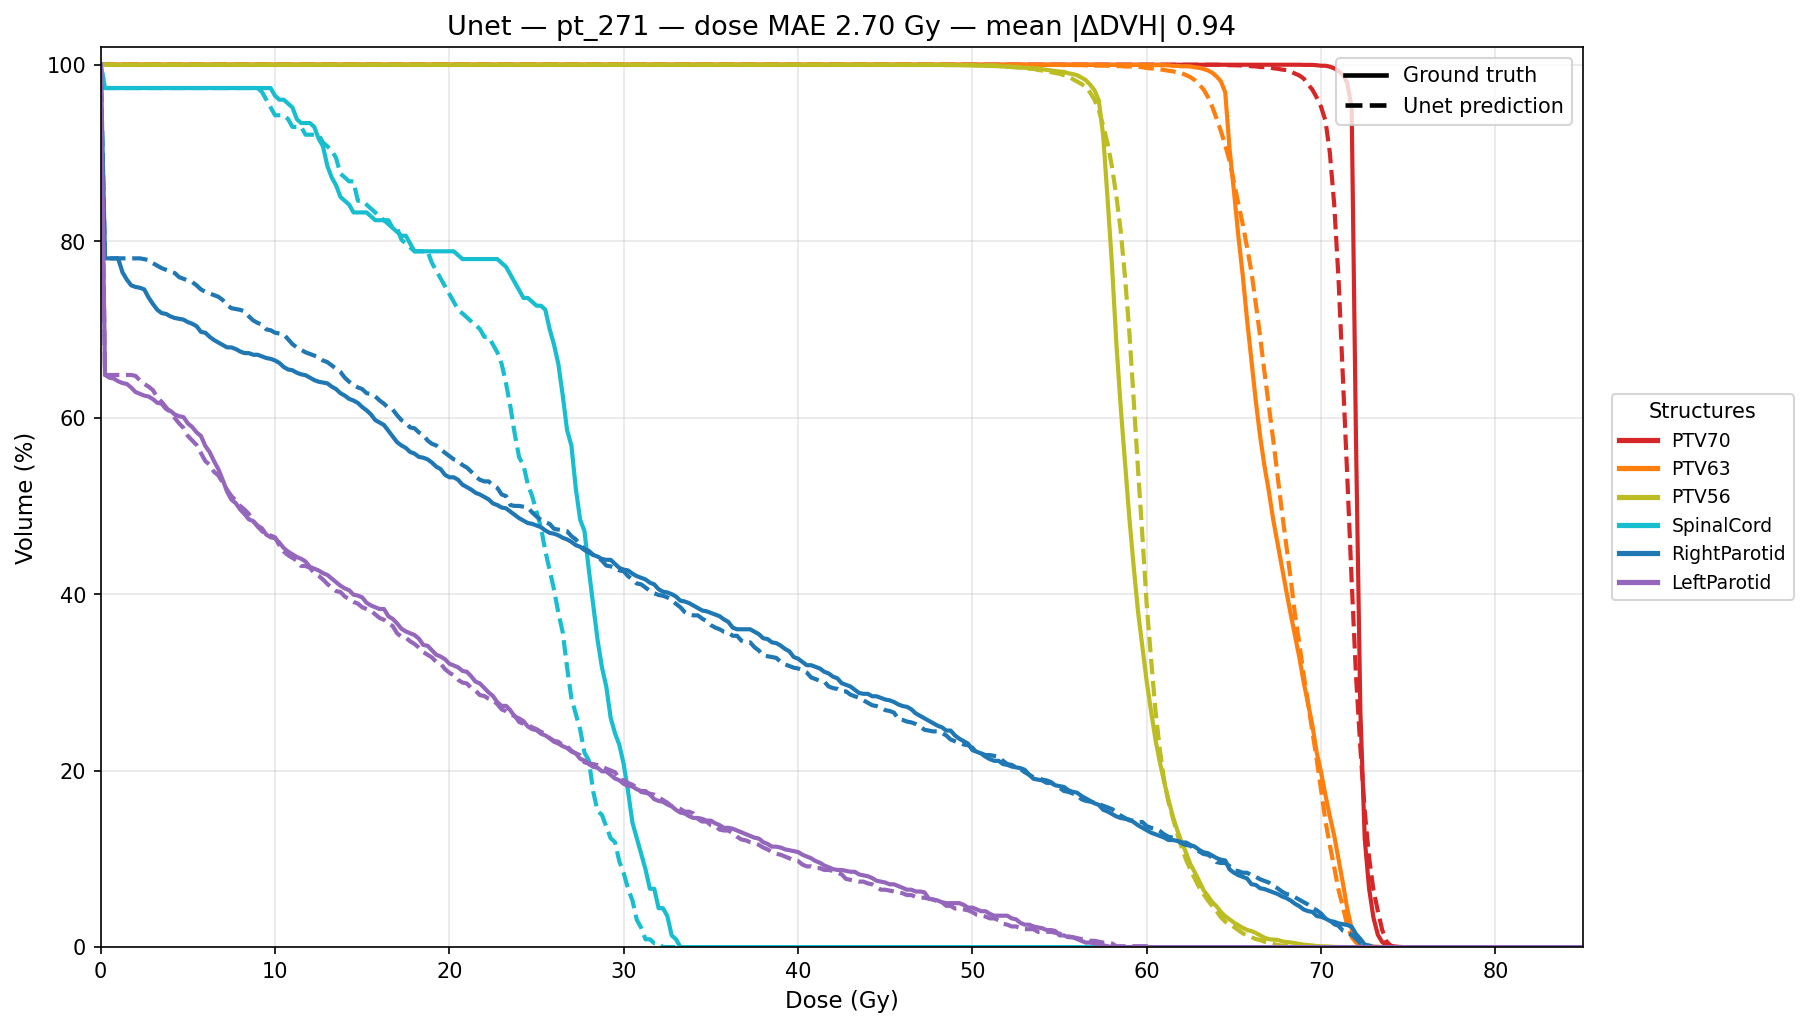 Unet — pt_271 — dose MAE 2.70 Gy — mean |ΔDVH| 0.94
Ground truth
Unet prediction
100
80
60
40
20
0
Volume (%)
0 10 20 30 40 50 60 70 80
Dose (Gy)
Structures
PTV70
PTV63
PTV56
SpinalCord
RightParotid
LeftParotid